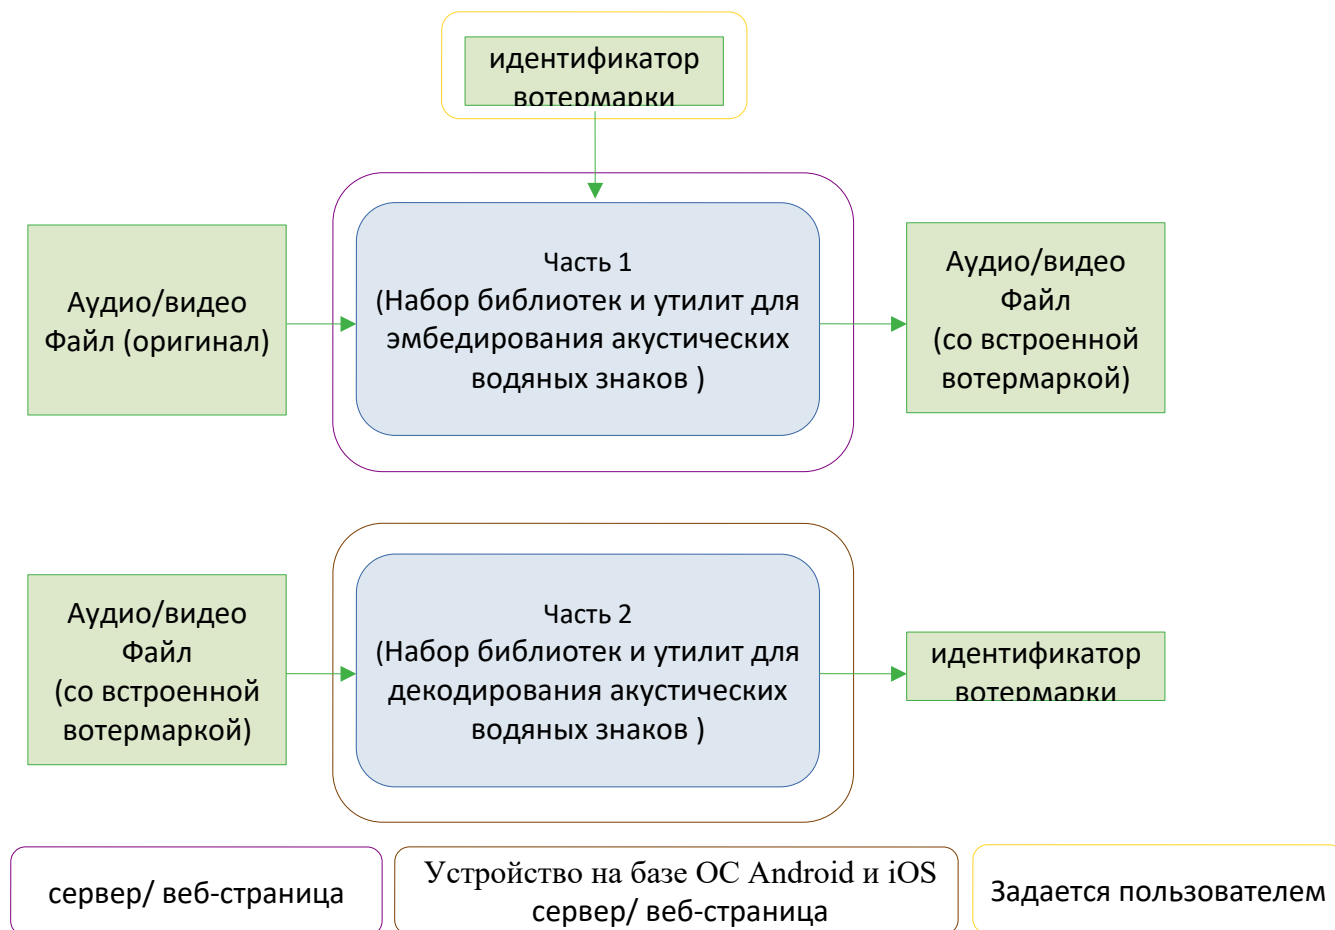 идентификатор
вотермарки
Часть 1
(Набор библиотек и утилит для
эмбедирования акустических
водяных знаков )
Аудио/видео
Файл (оригинал)
Аудио/видео
Файл
(со встроенной
вотермаркой)
Часть 2
(Набор библиотек и утилит для
декодирования акустических
водяных знаков )
Аудио/видео
Файл
(со встроенной
вотермаркой)
идентификатор
вотермарки
сервер/ веб-страница
Устройство на базе ОС Android и iOS
сервер/ веб-страница
Задается пользователем